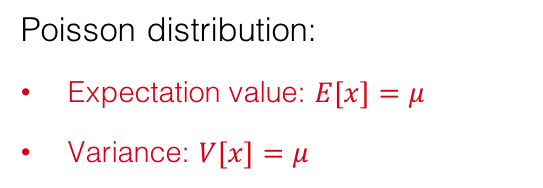 Poisson distribution:
• Expectation value: E[x] = μ
• Variance: V[x] = μ